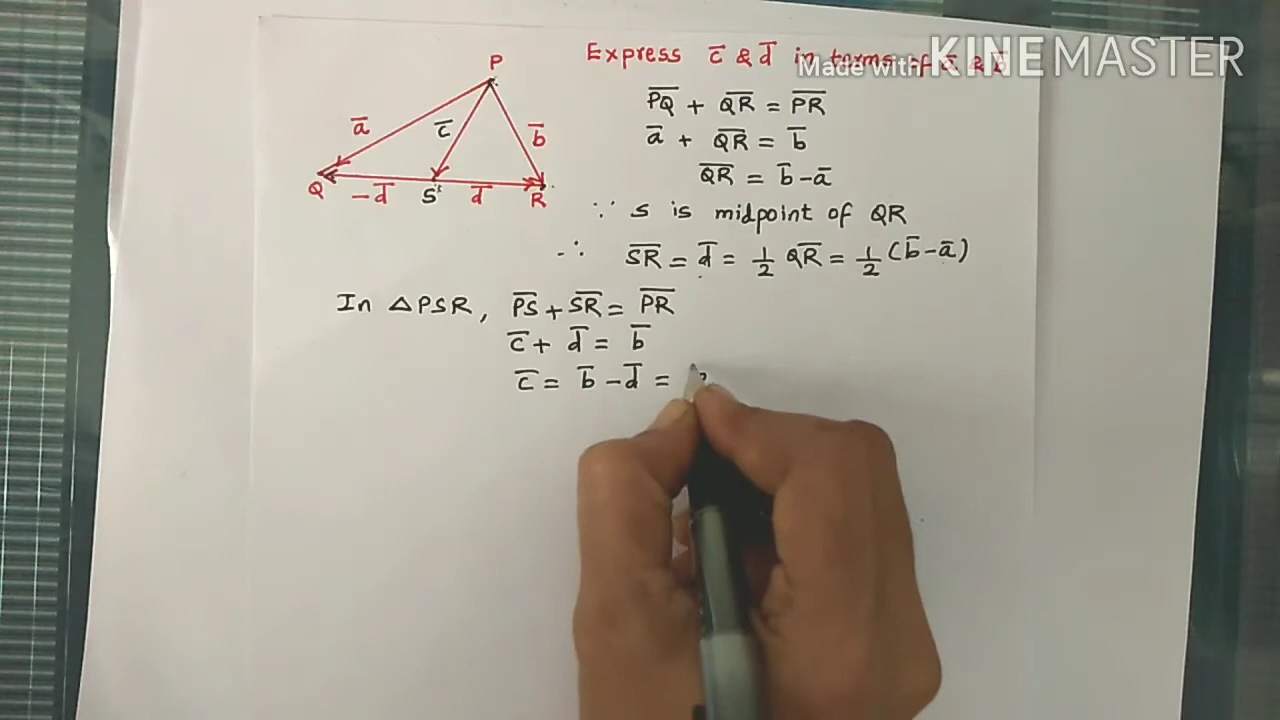 Express c̅ & d̅ in terms of a̅ & b̅
Made with KINEMASTER
P
a̅
c̅
b̅
Q
-d̅
S
d̅
R
P̅Q̅ + Q̅R̅ = P̅R̅
a̅ + Q̅R̅ = b̅
Q̅R̅ = b̅ - a̅
∵ S is midpoint of QR
∴ S̅R̅ = d̅ = 1/2 Q̅R̅ = 1/2 (b̅ - a̅)
In △PSR, P̅S̅ + S̅R̅ = P̅R̅
c̅ + d̅ = b̅
c̅ = b̅ - d̅ =